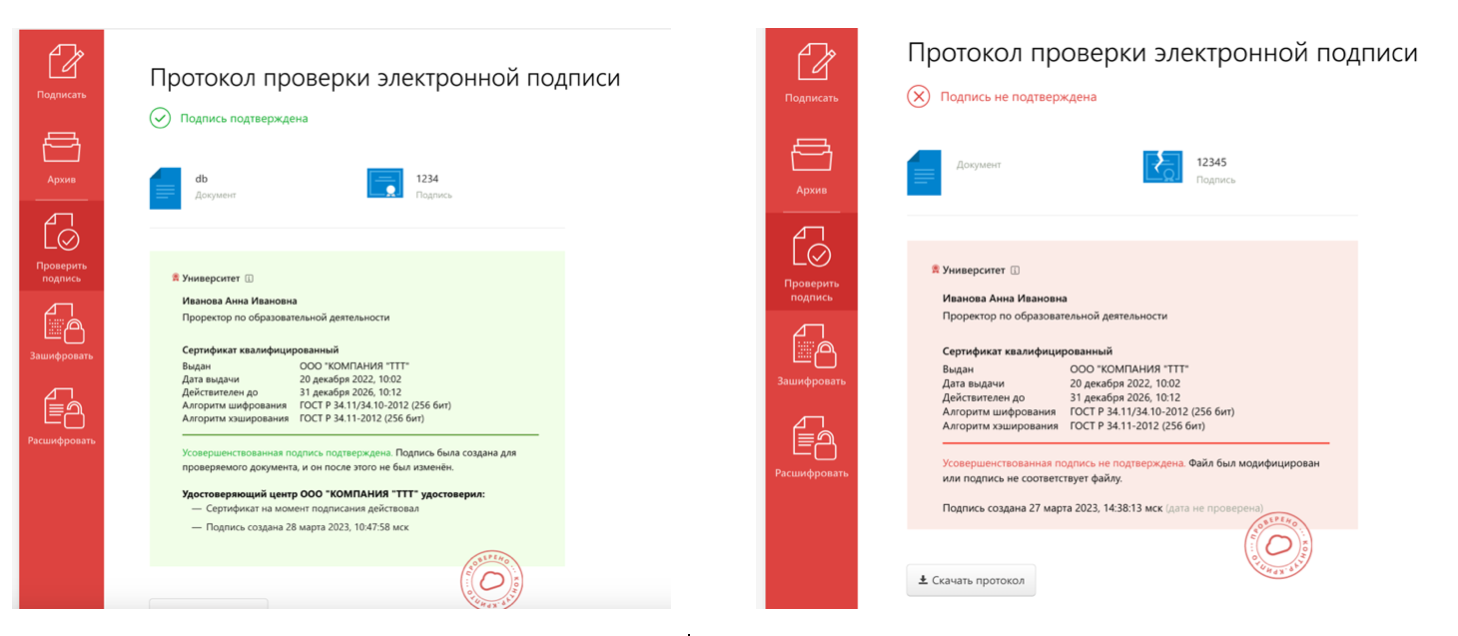 Подписать
Архив
Проверить
подпись
Зашифровать
Расшифровать
Протокол проверки электронной подписи
Подпись подтверждена
db
Документ
1234
Подпись
Университет
Иванова Анна Ивановна
Проректор по образовательной деятельности
Сертификат квалифицированный
Выдан ООО "КОМПАНИЯ "ТТТ"
Дата выдачи 20 декабря 2022, 10:02
Действителен до 31 декабря 2026, 10:12
Алгоритм шифрования ГОСТ Р 34.11/34.10-2012 (256 бит)
Алгоритм хэширования ГОСТ Р 34.11-2012 (256 бит)
Усовершенствованная подпись подтверждена. Подпись была создана для
проверяемого документа, и он после этого не был изменён.
Удостоверяющий центр ООО "КОМПАНИЯ "ТТТ" удостоверил:
— Сертификат на момент подписания действовал
— Подпись создана 28 марта 2023, 10:47:58 мск
ПРОВЕРЕНО КОНТУР.КРИПТО
Подписать
Архив
Проверить
подпись
Зашифровать
Расшифровать
Протокол проверки электронной подписи
Подпись не подтверждена
Документ
12345
Подпись
Университет
Иванова Анна Ивановна
Проректор по образовательной деятельности
Сертификат квалифицированный
Выдан ООО "КОМПАНИЯ "ТТТ"
Дата выдачи 20 декабря 2022, 10:02
Действителен до 31 декабря 2026, 10:12
Алгоритм шифрования ГОСТ Р 34.11/34.10-2012 (256 бит)
Алгоритм хэширования ГОСТ Р 34.11-2012 (256 бит)
Усовершенствованная подпись не подтверждена. Файл был модифицирован
или подпись не соответствует файлу.
Подпись создана 27 марта 2023, 14:38:13 мск (дата не проверена)
ПРОВЕРЕНО КОНТУР.КРИПТО
Скачать протокол